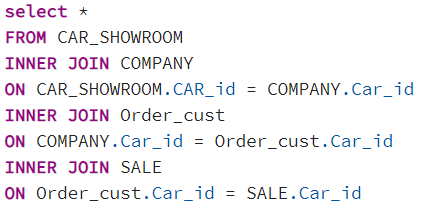 select *
FROM CAR_SHOWROOM
INNER JOIN COMPANY
ON CAR_SHOWROOM.CAR_id = COMPANY.Car_id
INNER JOIN Order_cust
ON COMPANY.Car_id = Order_cust.Car_id
INNER JOIN SALE
ON Order_cust.Car_id = SALE.Car_id